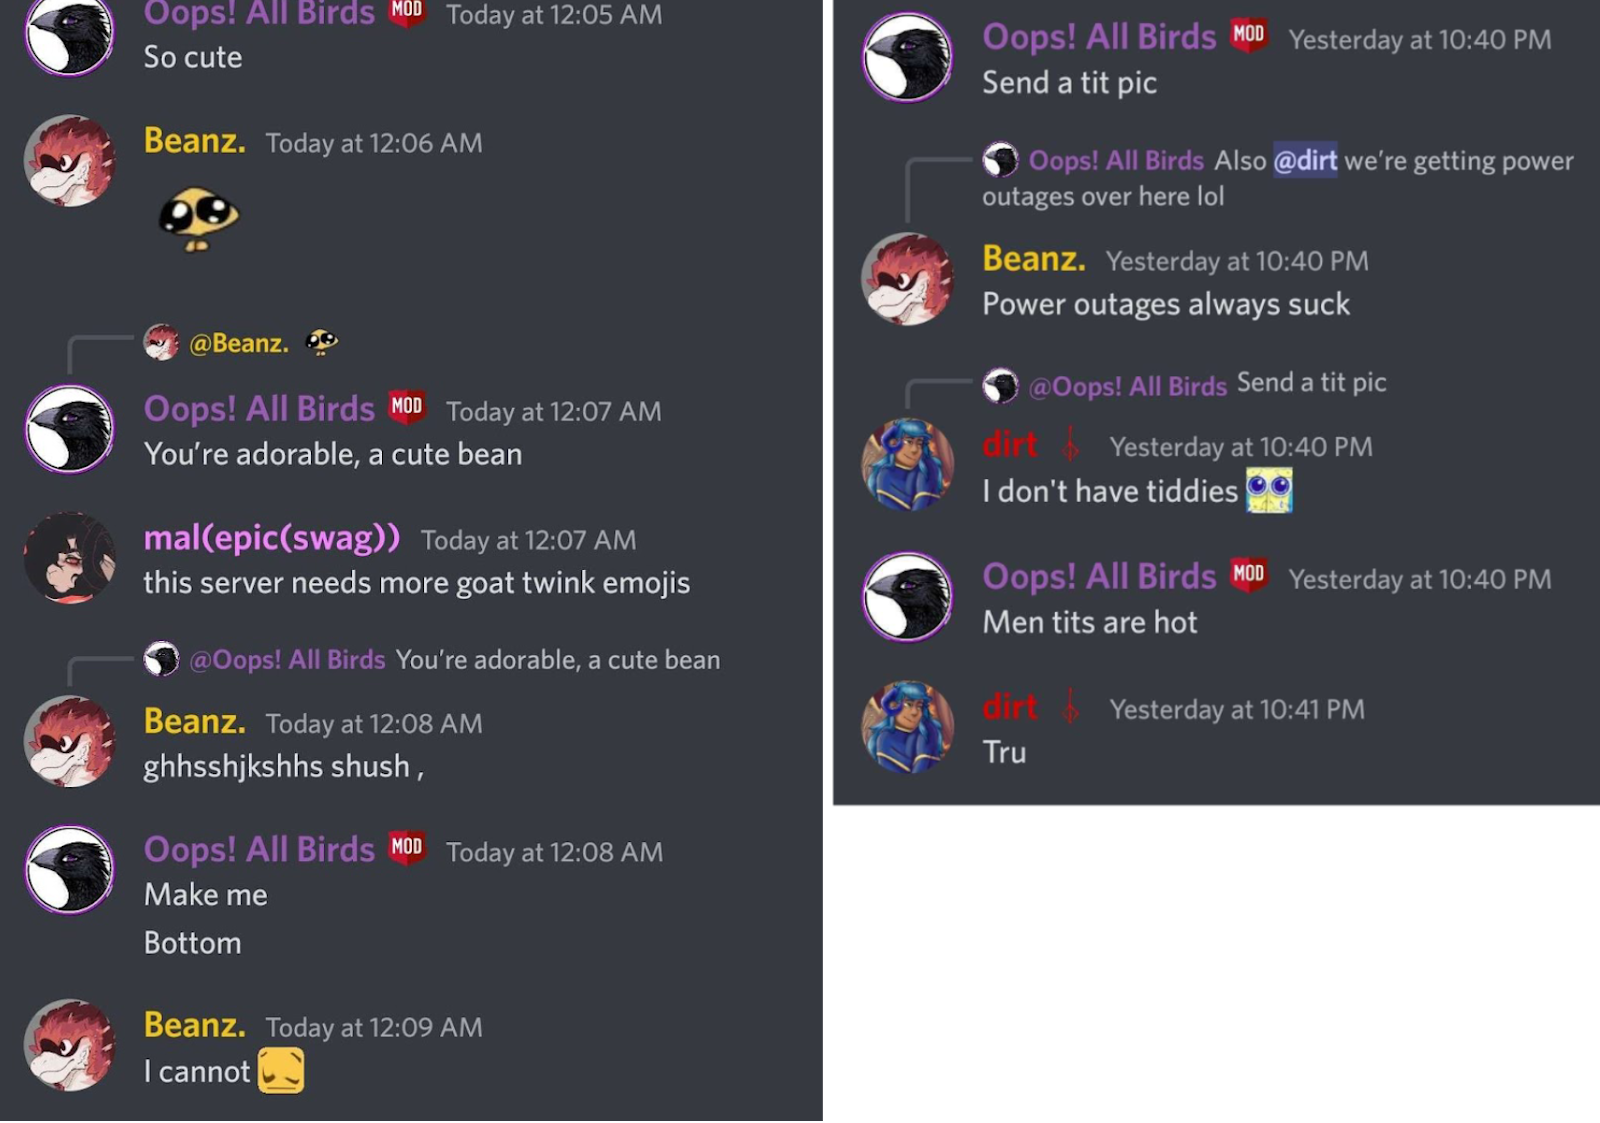 Oops! All Birds MOD Today at 12:05 AM
So cute
Beanz. Today at 12:06 AM
@Beanz.
Oops! All Birds MOD Today at 12:07 AM
You're adorable, a cute bean
mal(epic(swag)) Today at 12:07 AM
this server needs more goat twink emojis
@Oops! All Birds You're adorable, a cute bean
Beanz. Today at 12:08 AM
ghhsshjkshhs shush ,
Oops! All Birds MOD Today at 12:08 AM
Make me
Bottom
Beanz. Today at 12:09 AM
I cannot
Oops! All Birds MOD Yesterday at 10:40 PM
Send a tit pic
Oops! All Birds Also @dirt we're getting power
outages over here lol
Beanz. Yesterday at 10:40 PM
Power outages always suck
@Oops! All Birds Send a tit pic
dirt Yesterday at 10:40 PM
I don't have tiddies
Oops! All Birds MOD Yesterday at 10:40 PM
Men tits are hot
dirt Yesterday at 10:41 PM
Tru